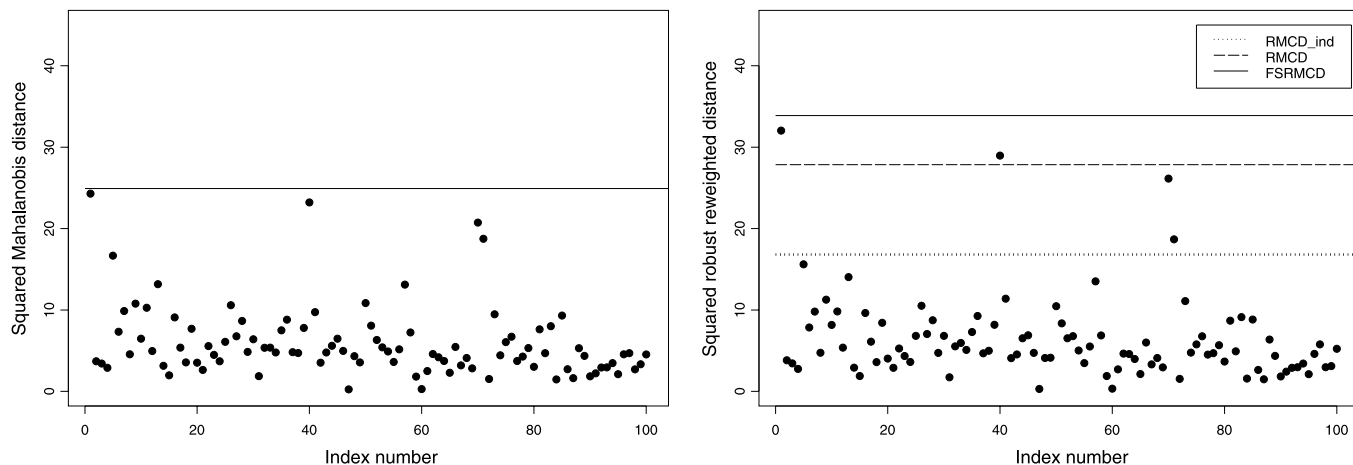 Squared Mahalanobis distance
40
30
20
10
0
0 20 40 60 80 100
Index number
Squared robust reweighted distance
40
30
20
10
0
RMCD_ind
RMCD
FSRMCD
0 20 40 60 80 100
Index number